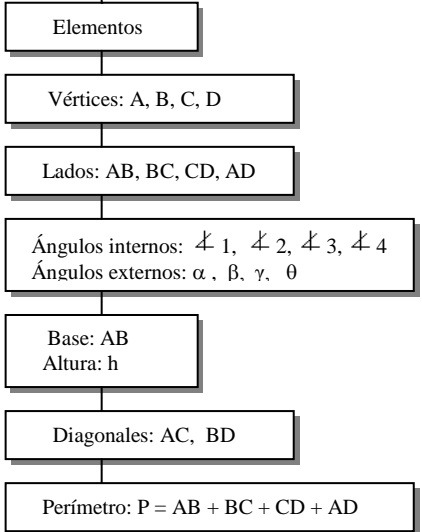 Elementos
Vértices: A, B, C, D
Lados: AB, BC, CD, AD
Ángulos internos: ∡ 1, ∡ 2, ∡ 3, ∡ 4
Ángulos externos: α , β, γ, θ
Base: AB
Altura: h
Diagonales: AC, BD
Perímetro: P = AB + BC + CD + AD